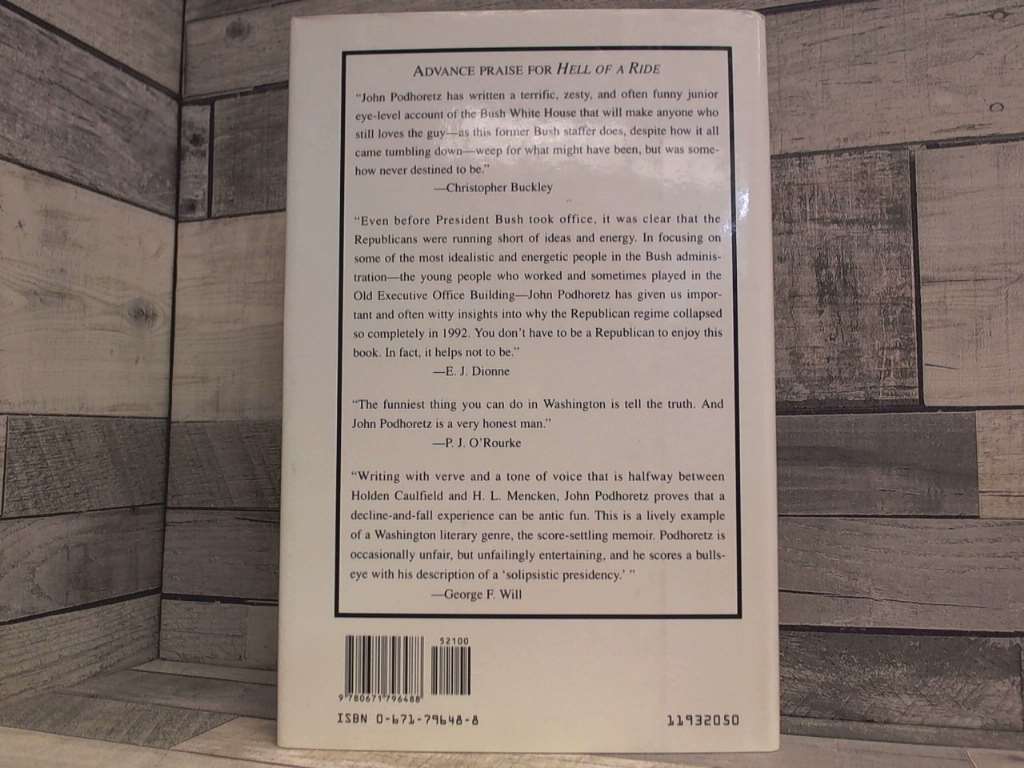 ADVANCE PRAISE FOR HELL OF A RIDE
“John Podhoretz has written a terrific, zesty, and often funny junior
eye-level account of the Bush White House that will make anyone who
still loves the guy—as this former Bush staffer does, despite how it all
came tumbling down—weep for what might have been, but was some-
how never destined to be.”
—Christopher Buckley
“Even before President Bush took office, it was clear that the
Republicans were running short of ideas and energy. In focusing on
some of the most idealistic and energetic people in the Bush adminis-
tration—the young people who worked and sometimes played in the
Old Executive Office Building—John Podhoretz has given us impor-
tant and often witty insights into why the Republican regime collapsed
so completely in 1992. You don’t have to be a Republican to enjoy this
book. In fact, it helps not to be.”
—E. J. Dionne
“The funniest thing you can do in Washington is tell the truth. And
John Podhoretz is a very honest man.”
—P. J. O’Rourke
“Writing with verve and a tone of voice that is halfway between
Holden Caulfield and H. L. Mencken, John Podhoretz proves that a
decline-and-fall experience can be antic fun. This is a lively example
of a Washington literary genre, the score-settling memoir. Podhoretz is
occasionally unfair, but unfailingly entertaining, and he scores a bulls-
eye with his description of a ‘solipsistic presidency.’ ”
—George F. Will
52100
9 780671 796488
ISBN 0-671-79648-8
11932050